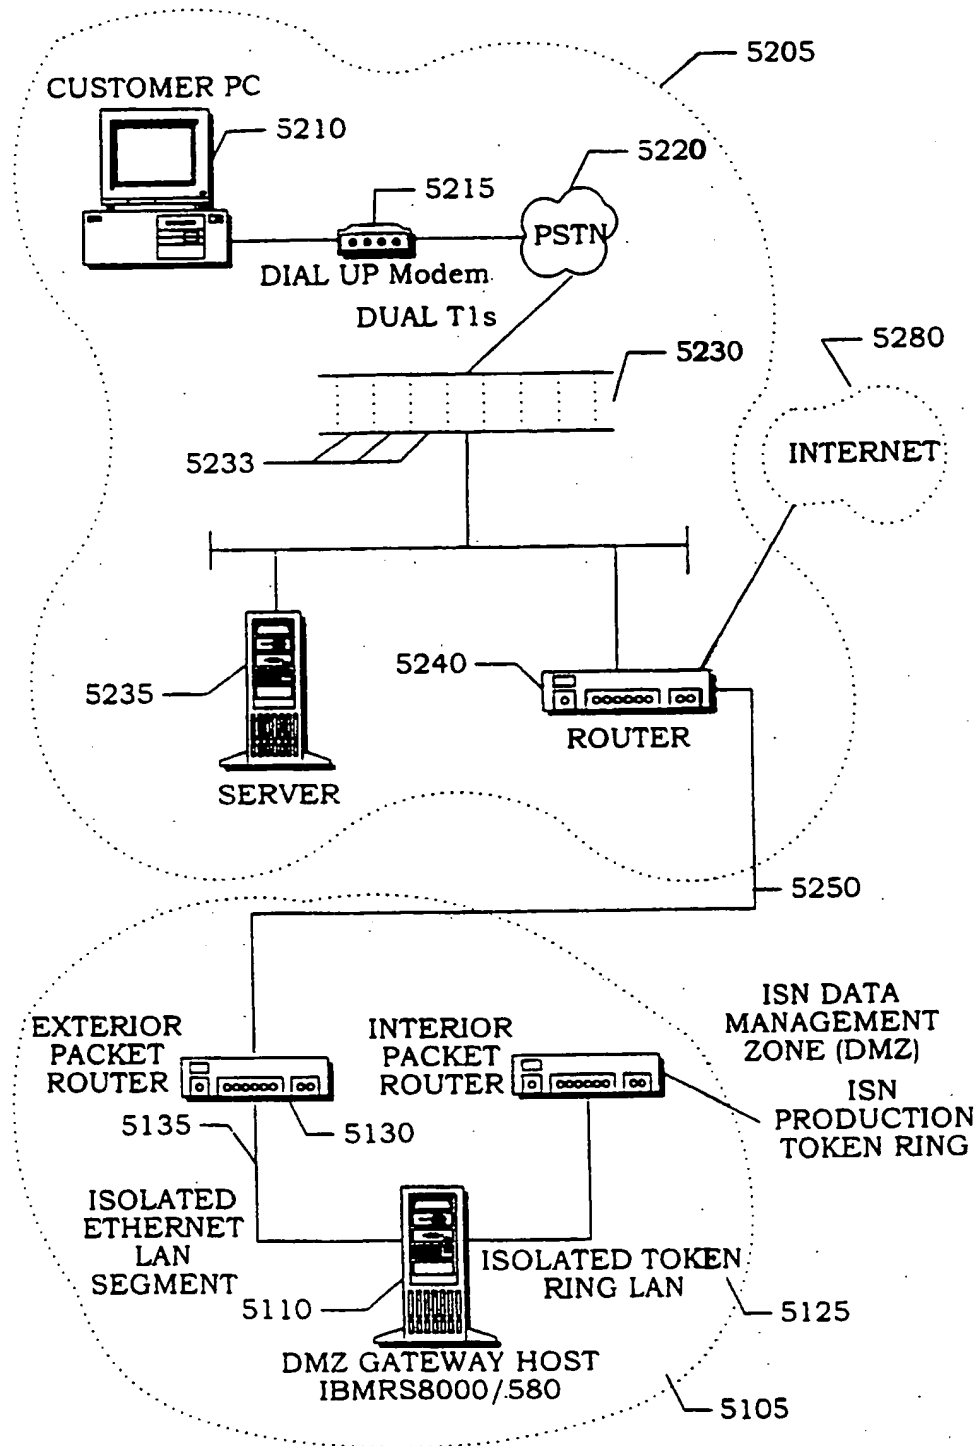 5205
CUSTOMER PC
5210
5220
5215
PSTN
DIAL UP Modem
DUAL T1s
5280
5230
INTERNET
5233
5240
5235
ROUTER
SERVER
5250
ISN DATA
MANAGEMENT
ZONE (DMZ)
EXTERIOR
PACKET
ROUTER
INTERIOR
PACKET
ROUTER
ISN
PRODUCTION
TOKEN RING
5135
5130
ISOLATED
ETHERNET
LAN
SEGMENT
ISOLATED TOKEN
RING LAN
5110
5125
DMZ GATEWAY HOST
IBMRS8000/.580
5105